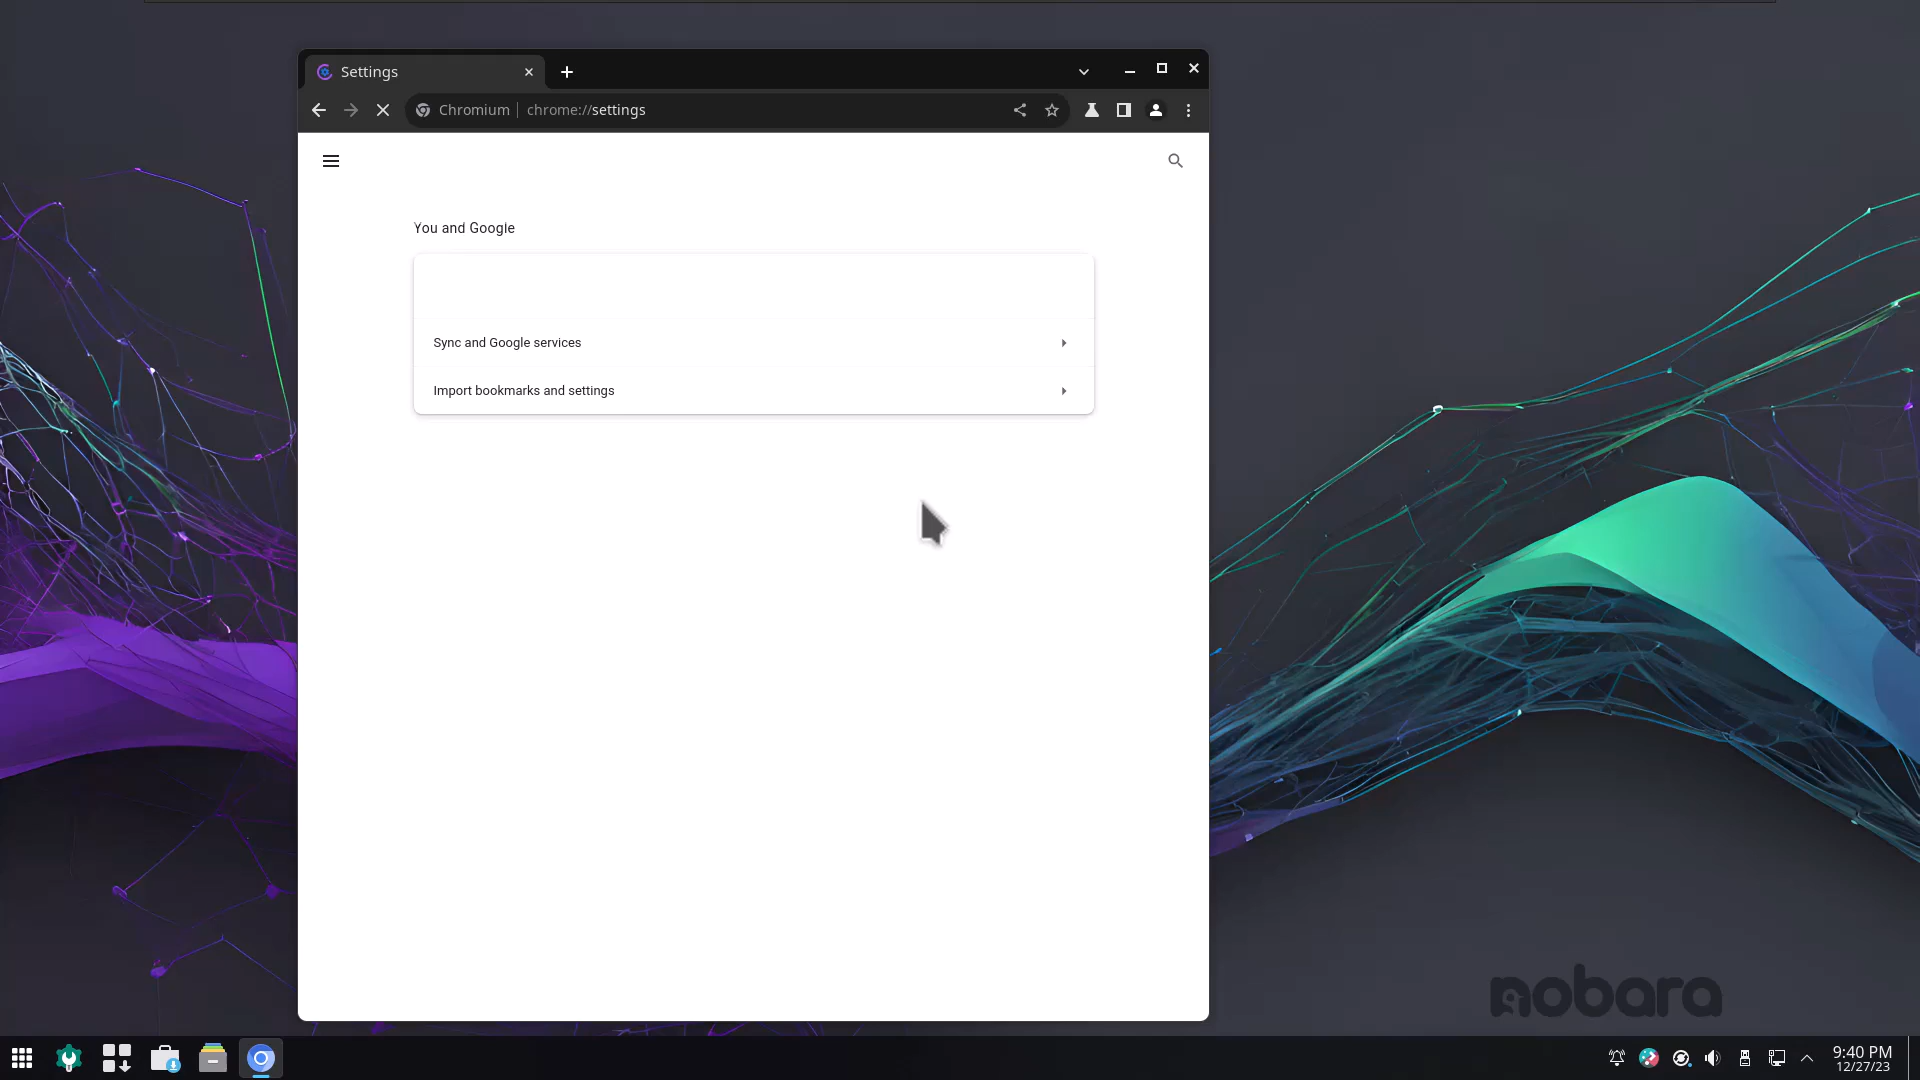 Settings
Chromium | chrome://settings
You and Google
Sync and Google services
Import bookmarks and settings
nobara
9:40 PM
12/27/23